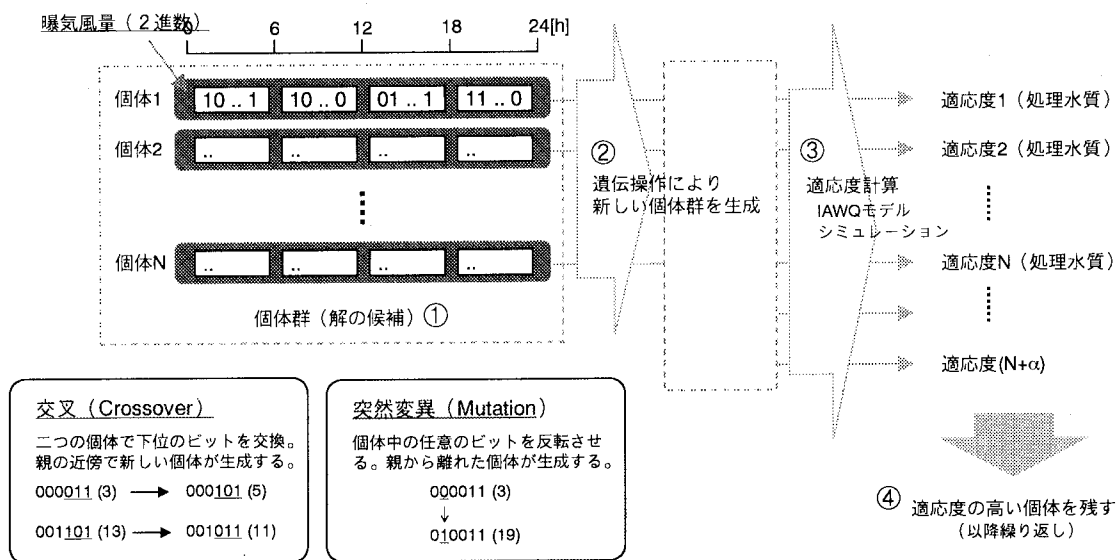 曝気風量（2進数）
0 6 12 18 24[h]
個体1 10 .. 1 10 .. 0 01 .. 1 11 .. 0
個体2 .. .. .. ..
個体N .. .. .. ..
個体群（解の候補）①
②
遺伝操作により
新しい個体群を生成
③
適応度計算
IAWQモデル
シミュレーション
適応度1（処理水質）
適応度2（処理水質）
適応度N（処理水質）
適応度(N+α)
④ 適応度の高い個体を残す
（以降繰り返し）
交叉（Crossover）
二つの個体で下位のビットを交換。
親の近傍で新しい個体が生成する。
000011 (3) 000101 (5)
001101 (13) 001011 (11)
突然変異（Mutation）
個体中の任意のビットを反転させ
る。親から離れた個体が生成する。
000011 (3)
↓
010011 (19)